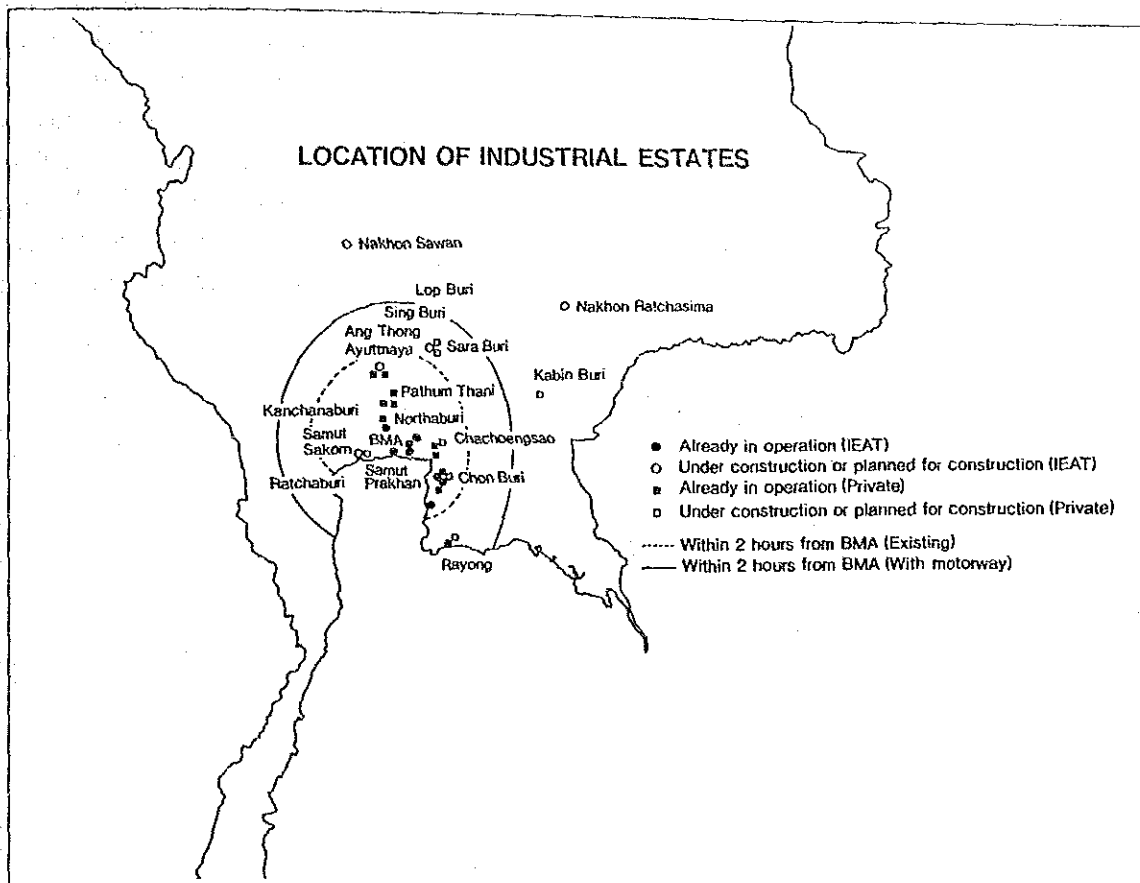 LOCATION OF INDUSTRIAL ESTATES
Nakhon Sawan
Lop Buri
Nakhon Ratchasima
Sing Buri
Ang Thong
Ayuttnaya
Sara Buri
Kabin Buri
Pathum Thani
Kanchanaburi
Northaburi
Samut
Sakorn
BMA
Chachoengsao
Ratchaburi
Samut
Prakhan
Chon Buri
Rayong
Already in operation (IEAT)
Under construction or planned for construction (IEAT)
Already in operation (Private)
Under construction or planned for construction (Private)
Within 2 hours from BMA (Existing)
Within 2 hours from BMA (With motorway)